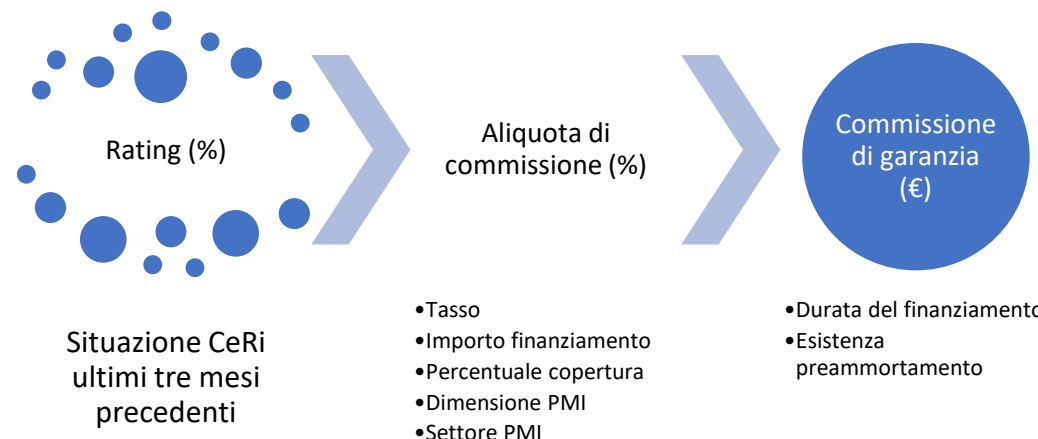 Rating (%)
Situazione CeRi
ultimi tre mesi
precedenti
Aliquota di
commissione (%)
•Tasso
•Importo finanziamento
•Percentuale copertura
•Dimensione PMI
•Settore PMI
Commissione
di garanzia
(€)
•Durata del finanziamento
•Esistenza
preammortamento